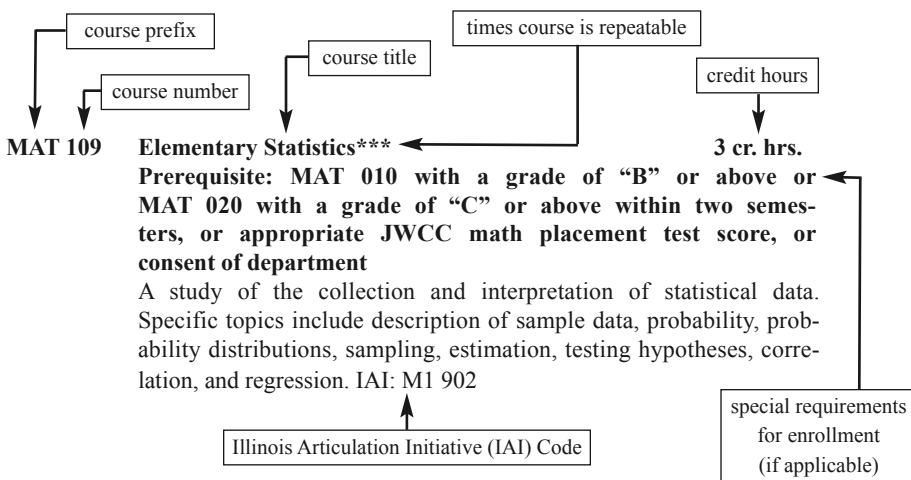 course prefix
times course is repeatable
course title
credit hours
course number
MAT 109 Elementary Statistics*** 3 cr. hrs.
Prerequisite: MAT 010 with a grade of “B” or above or
MAT 020 with a grade of “C” or above within two semes-
ters, or appropriate JWCC math placement test score, or
consent of department
A study of the collection and interpretation of statistical data.
Specific topics include description of sample data, probability, prob-
ability distributions, sampling, estimation, testing hypotheses, corre-
lation, and regression. IAI: M1 902
special requirements
for enrollment
(if applicable)
Illinois Articulation Initiative (IAI) Code